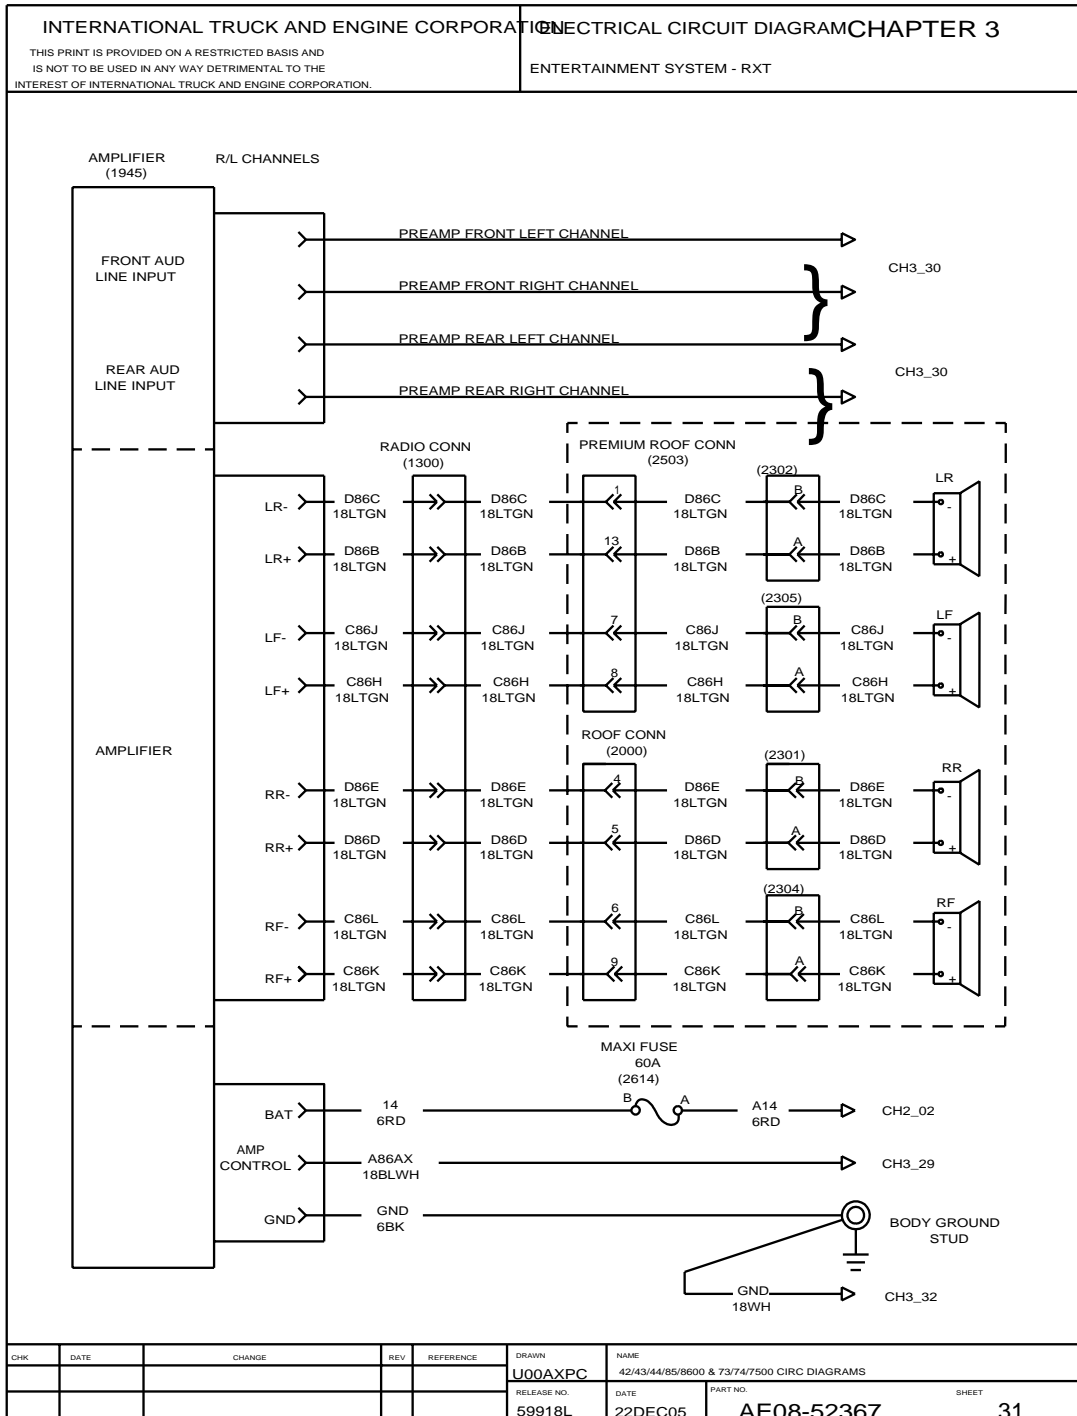 INTERNATIONAL TRUCK AND ENGINE CORPORATION
ELECTRICAL CIRCUIT DIAGRAM CHAPTER 3
THIS PRINT IS PROVIDED ON A RESTRICTED BASIS AND
IS NOT TO BE USED IN ANY WAY DETRIMENTAL TO THE
INTEREST OF INTERNATIONAL TRUCK AND ENGINE CORPORATION.
ENTERTAINMENT SYSTEM - RXT
AMPLIFIER
(1945)
R/L CHANNELS
FRONT AUD
LINE INPUT
PREAMP FRONT LEFT CHANNEL
CH3_30
PREAMP FRONT RIGHT CHANNEL
PREAMP REAR LEFT CHANNEL
REAR AUD
LINE INPUT
CH3_30
PREAMP REAR RIGHT CHANNEL
RADIO CONN
(1300)
PREMIUM ROOF CONN
(2503)
(2302)
LR
LR- D86C D86C 1 D86C B D86C -
18LTGN 18LTGN 18LTGN 18LTGN
LR+ D86B D86B 13 D86B A D86B +
18LTGN 18LTGN 18LTGN 18LTGN
(2305)
LF
LF- C86J C86J 7 C86J B C86J -
18LTGN 18LTGN 18LTGN 18LTGN
LF+ C86H C86H 8 C86H A C86H +
18LTGN 18LTGN 18LTGN 18LTGN
AMPLIFIER
ROOF CONN
(2000)
(2301)
RR
RR- D86E D86E 4 D86E B D86E -
18LTGN 18LTGN 18LTGN 18LTGN
RR+ D86D D86D 5 D86D A D86D +
18LTGN 18LTGN 18LTGN 18LTGN
(2304)
RF
RF- C86L C86L 6 C86L B C86L -
18LTGN 18LTGN 18LTGN 18LTGN
RF+ C86K C86K 9 C86K A C86K +
18LTGN 18LTGN 18LTGN 18LTGN
MAXI FUSE
60A
(2614)
BAT 14 B A A14 CH2_02
6RD 6RD
AMP
CONTROL A86AX CH3_29
18BLWH
GND GND
6BK
BODY GROUND
STUD
GND CH3_32
18WH
CHK DATE CHANGE REV REFERENCE
DRAWN
U00AXPC
NAME
42/43/44/85/8600 & 73/74/7500 CIRC DIAGRAMS
RELEASE NO.
59918L
DATE
22DEC05
PART NO.
AE08-52367
SHEET
31